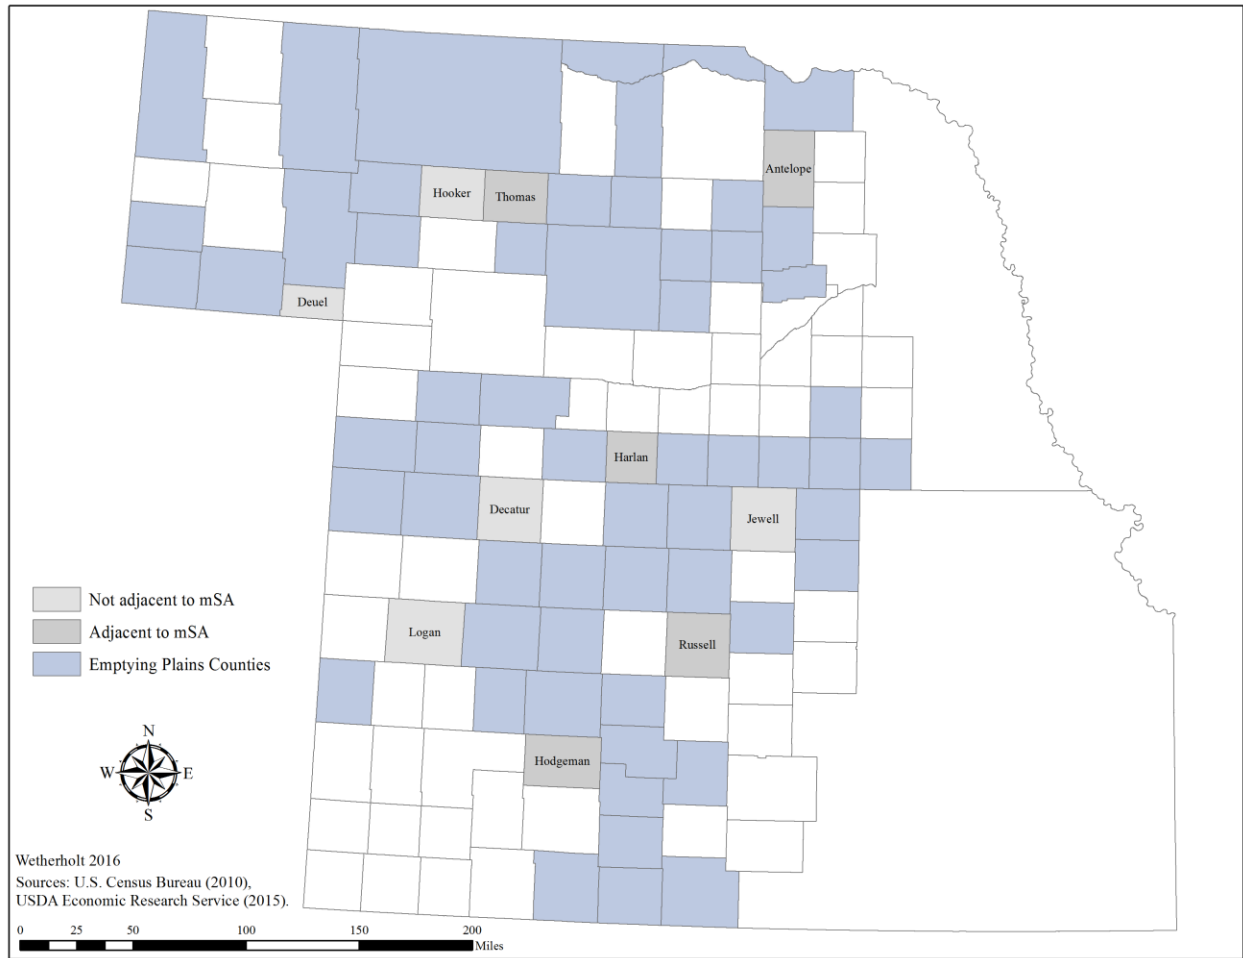 Antelope
Hooker
Thomas
Deuel
Harlan
Decatur
Jewell
Not adjacent to mSA
Adjacent to mSA
Emptying Plains Counties
Logan
Russell
Hodgeman
N
W
E
S
Wetherholt 2016
Sources: U.S. Census Bureau (2010),
USDA Economic Research Service (2015).
0 25 50 100 150 200
Miles